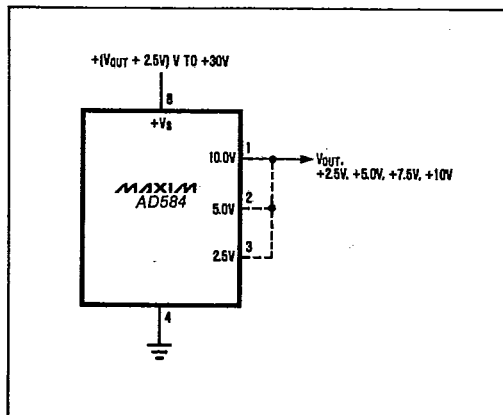 +(VOUT + 2.5V) V TO +30V
8
+VS
10.0V
1
VOUT,
+2.5V, +5.0V, +7.5V, +10V
MAXIM
AD584
5.0V
2
2.5V
3
4